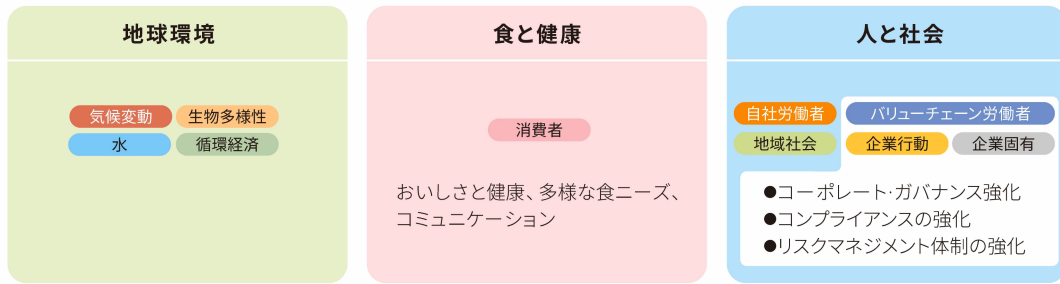 地球環境
気候変動 生物多様性
水 循環経済
食と健康
消費者
おいしさと健康、多様な食ニーズ、
コミュニケーション
人と社会
自社労働者 バリューチェーン労働者
地域社会 企業行動 企業固有
●コーポレート·ガバナンス強化
●コンプライアンスの強化
●リスクマネジメント体制の強化